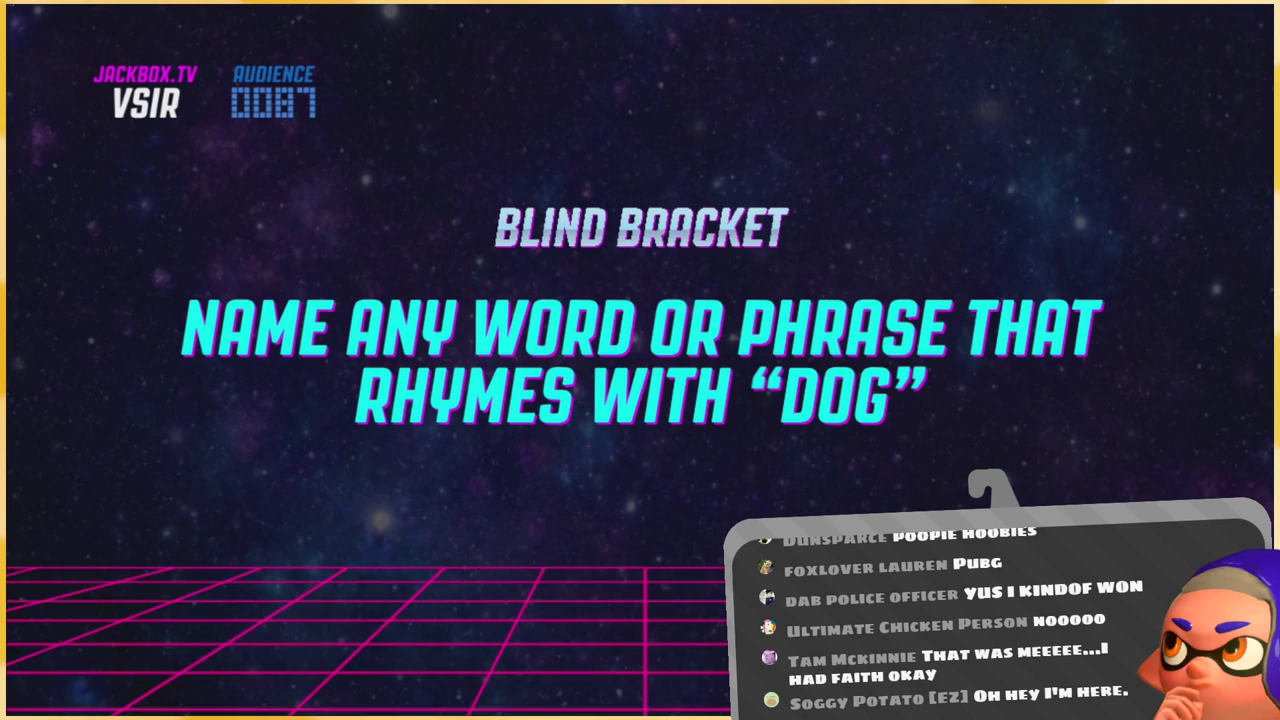 JACKBOX.TV
VSIR
AUDIENCE
0087
BLIND BRACKET
NAME ANY WORD OR PHRASE THAT
RHYMES WITH “DOG”
DUNSPARCE POOPIE HOOBIES
FOXLOVER LAUREN PUBG
DAB POLICE OFFICER YUS I KINDOF WON
ULTIMATE CHICKEN PERSON NOOOOO
TAM MCKINNIE THAT WAS MEEEEE...I
HAD FAITH OKAY
SOGGY POTATO [EZ] OH HEY I'M HERE.